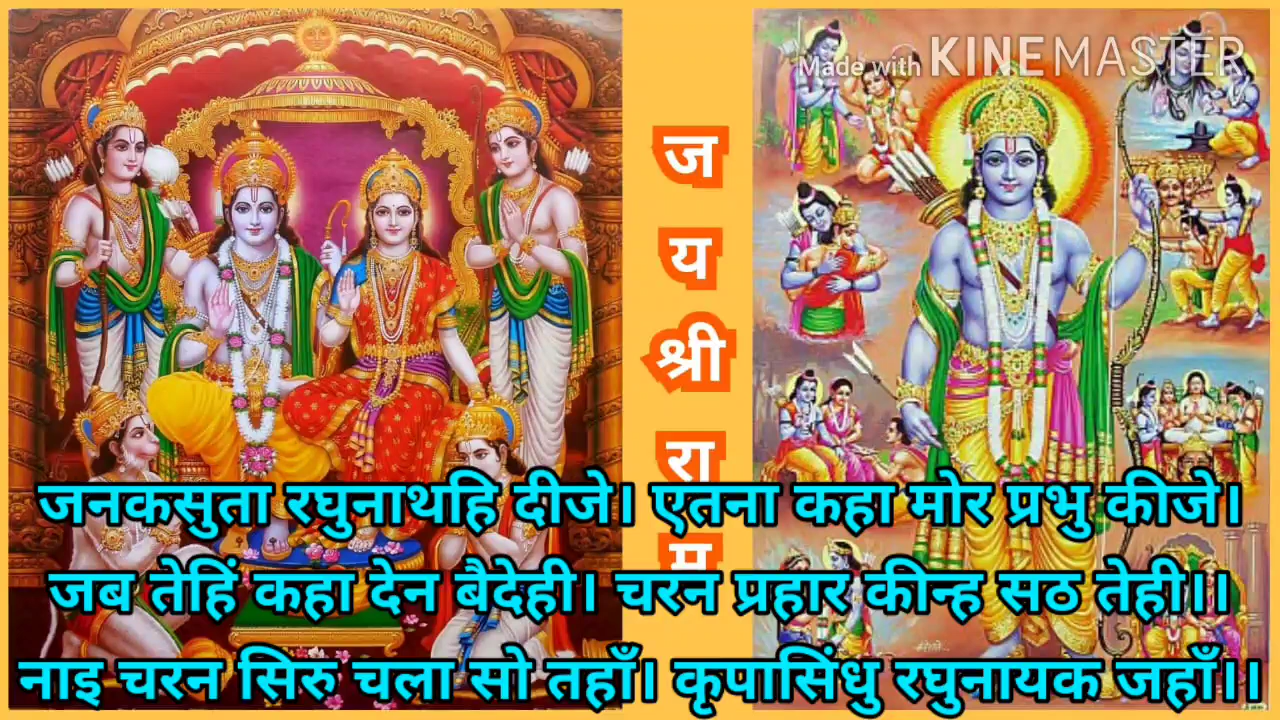 Made with KINEMASTER
ज
य
श्री
रा
म
जनकसुता रघुनाथहि दीजे। एतना कहा मोर प्रभु कीजे।
जब तेहिं कहा देन बैदेही। चरन प्रहार कीन्ह सठ तेही।।
नाइ चरन सिरु चला सो तहाँ। कृपासिंधु रघुनायक जहाँ।।